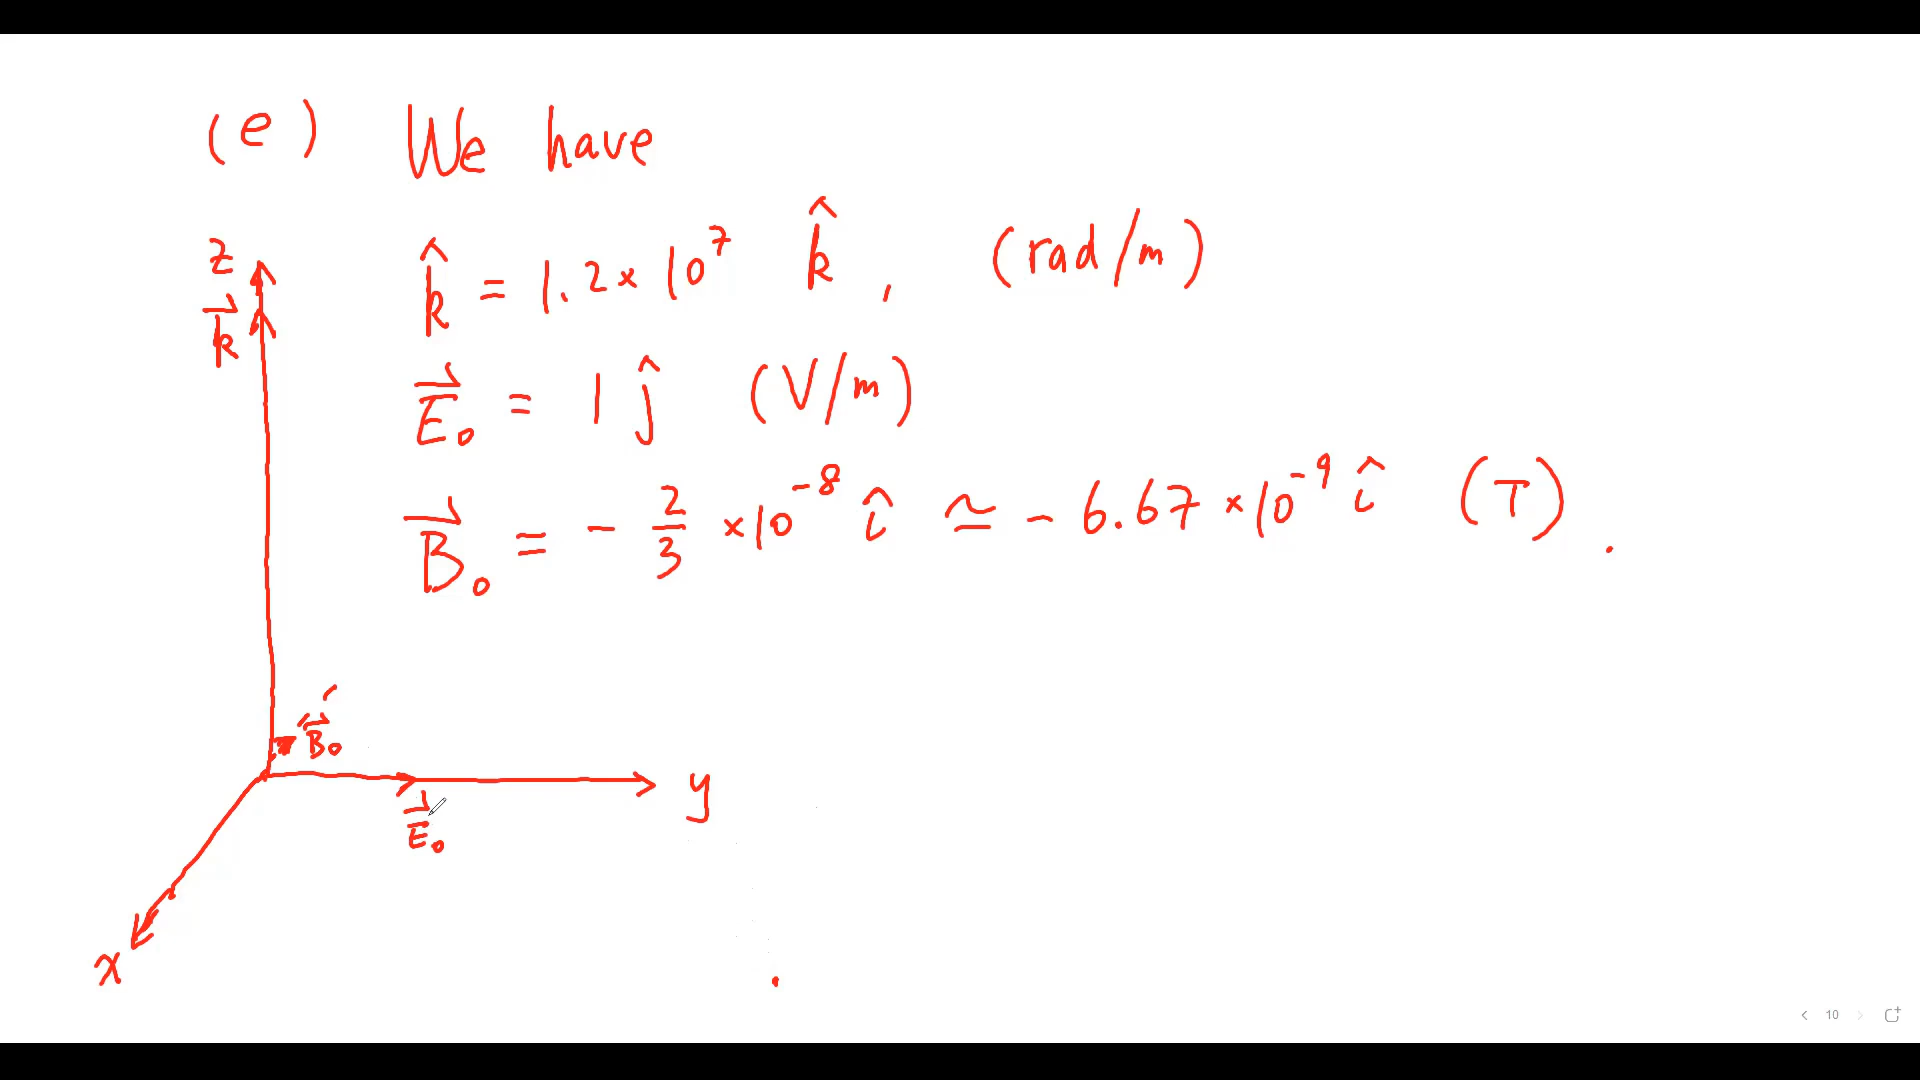 (e) We have
k̂ = 1.2 × 10⁷ k̂ , (rad/m)
E⃗₀ = 1 ĵ (V/m)
B⃗₀ = - 2/3 × 10⁻⁸ î ≃ - 6.67 × 10⁻⁹ î (T) .
z
k⃗
B⃗₀
y
E⃗₀
x
10